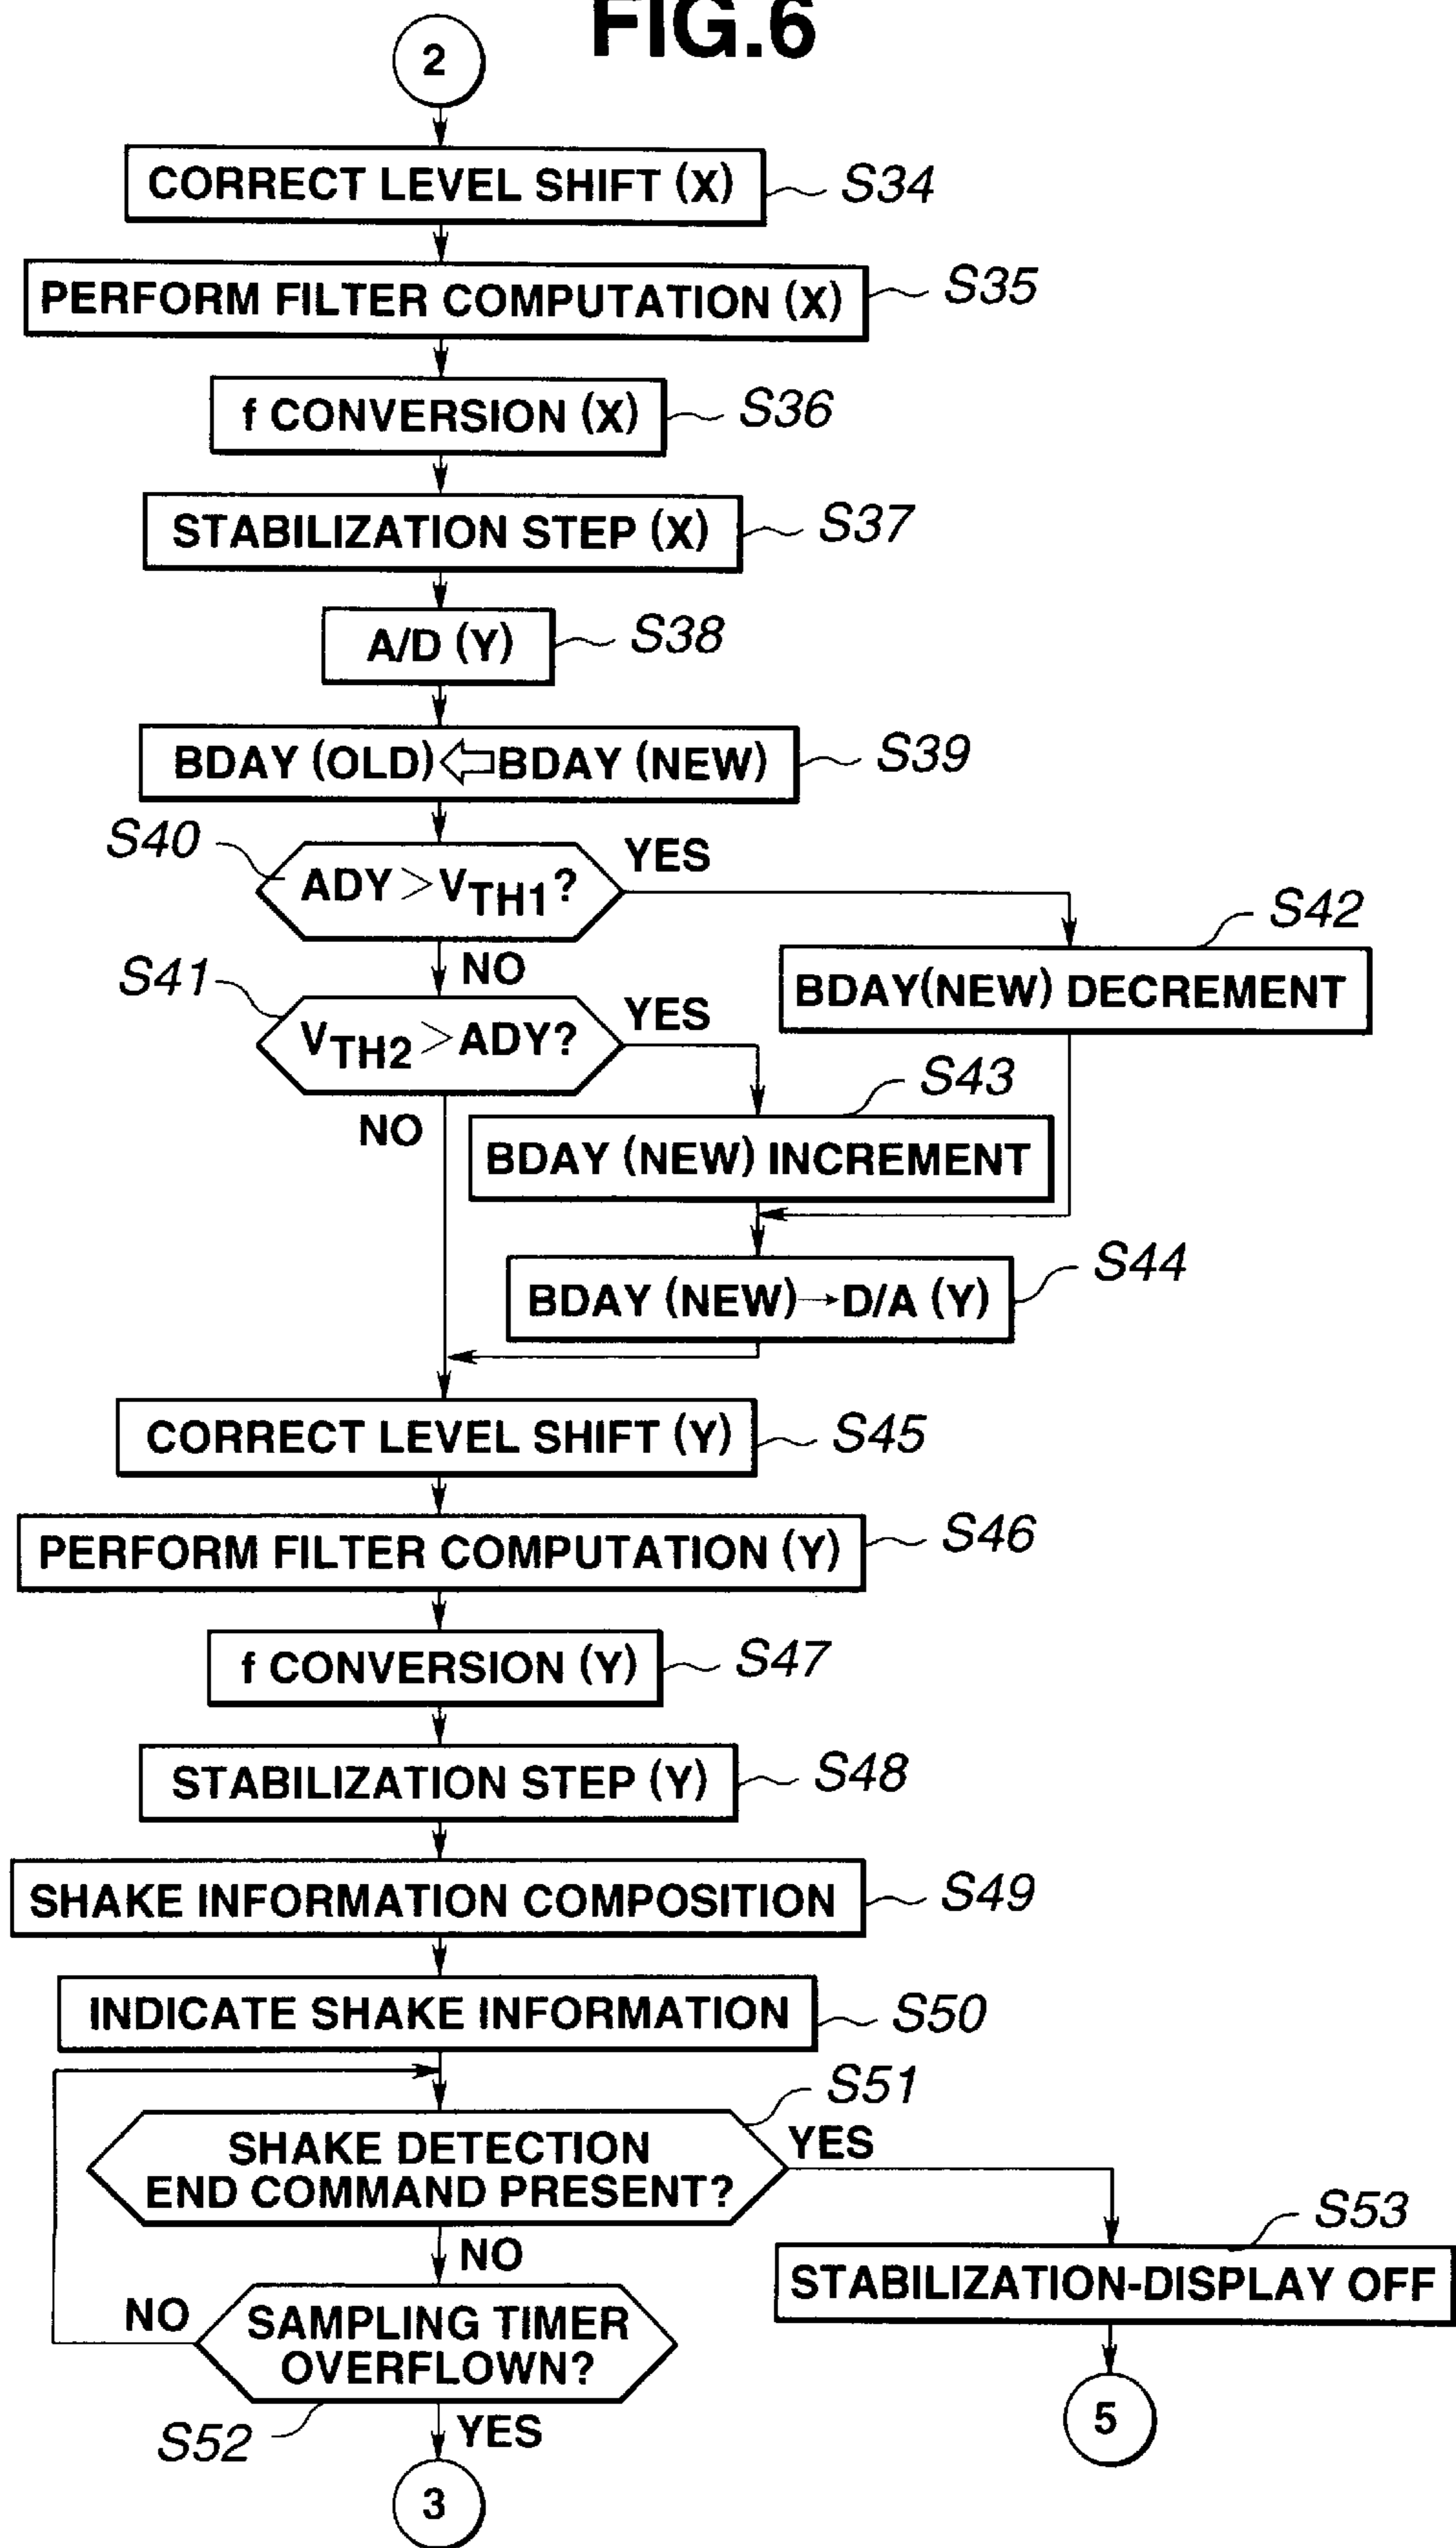 FIG.6
2
CORRECT LEVEL SHIFT (X)
S34
PERFORM FILTER COMPUTATION (X)
S35
f CONVERSION (X)
S36
STABILIZATION STEP (X)
S37
A/D (Y)
S38
BDAY (OLD) ⇦ BDAY (NEW)
S39
S40
ADY > VTH1 ?
YES
NO
S42
BDAY(NEW) DECREMENT
S41
VTH2 > ADY?
YES
NO
S43
BDAY (NEW) INCREMENT
BDAY (NEW) → D/A (Y)
S44
CORRECT LEVEL SHIFT (Y)
S45
PERFORM FILTER COMPUTATION (Y)
S46
f CONVERSION (Y)
S47
STABILIZATION STEP (Y)
S48
SHAKE INFORMATION COMPOSITION
S49
INDICATE SHAKE INFORMATION
S50
S51
SHAKE DETECTION
END COMMAND PRESENT?
YES
NO
S53
STABILIZATION-DISPLAY OFF
5
NO
SAMPLING TIMER
OVERFLOWN?
S52
YES
3